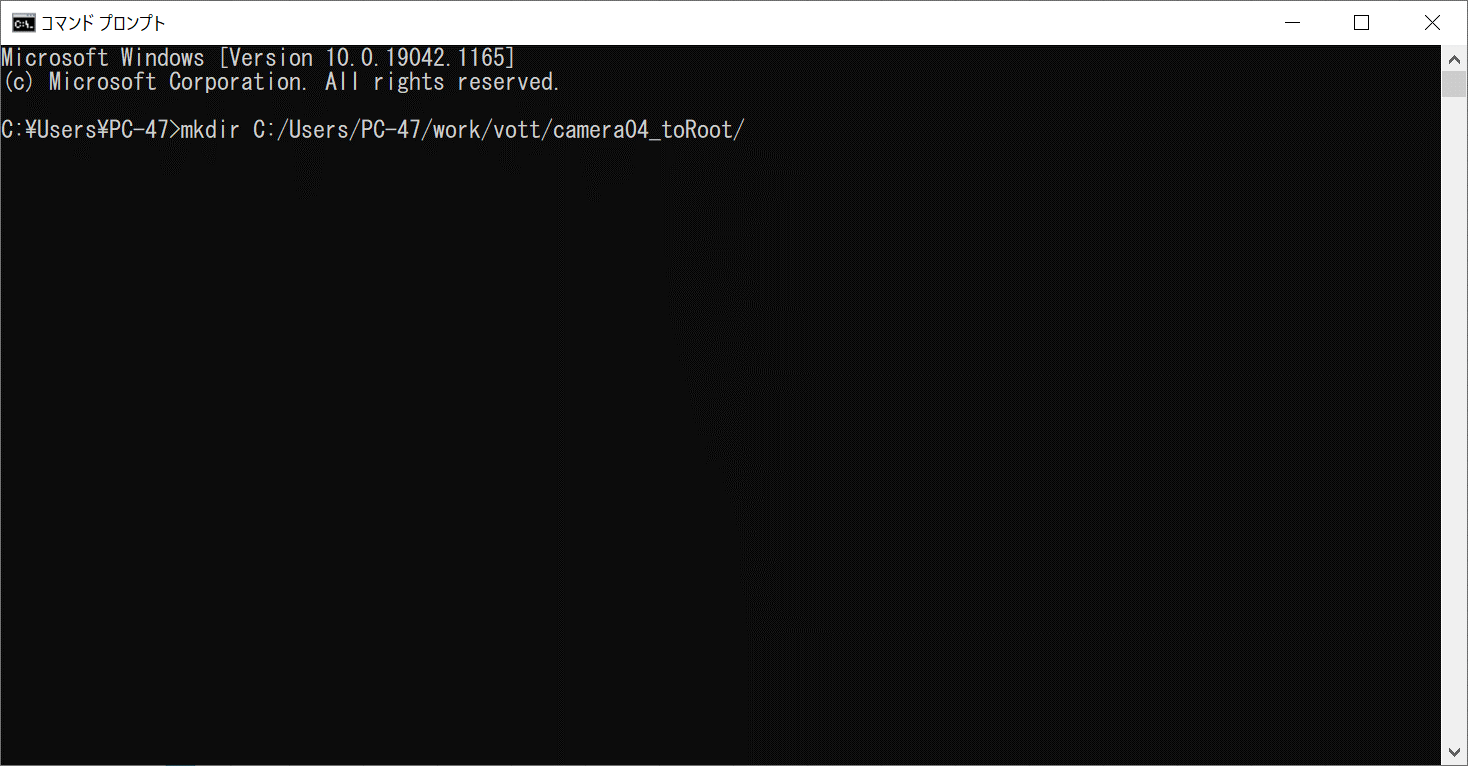 コマンド プロンプト
Microsoft Windows [Version 10.0.19042.1165]
(c) Microsoft Corporation. All rights reserved.
C:¥Users¥PC-47>mkdir C:/Users/PC-47/work/vott/camera04_toRoot/